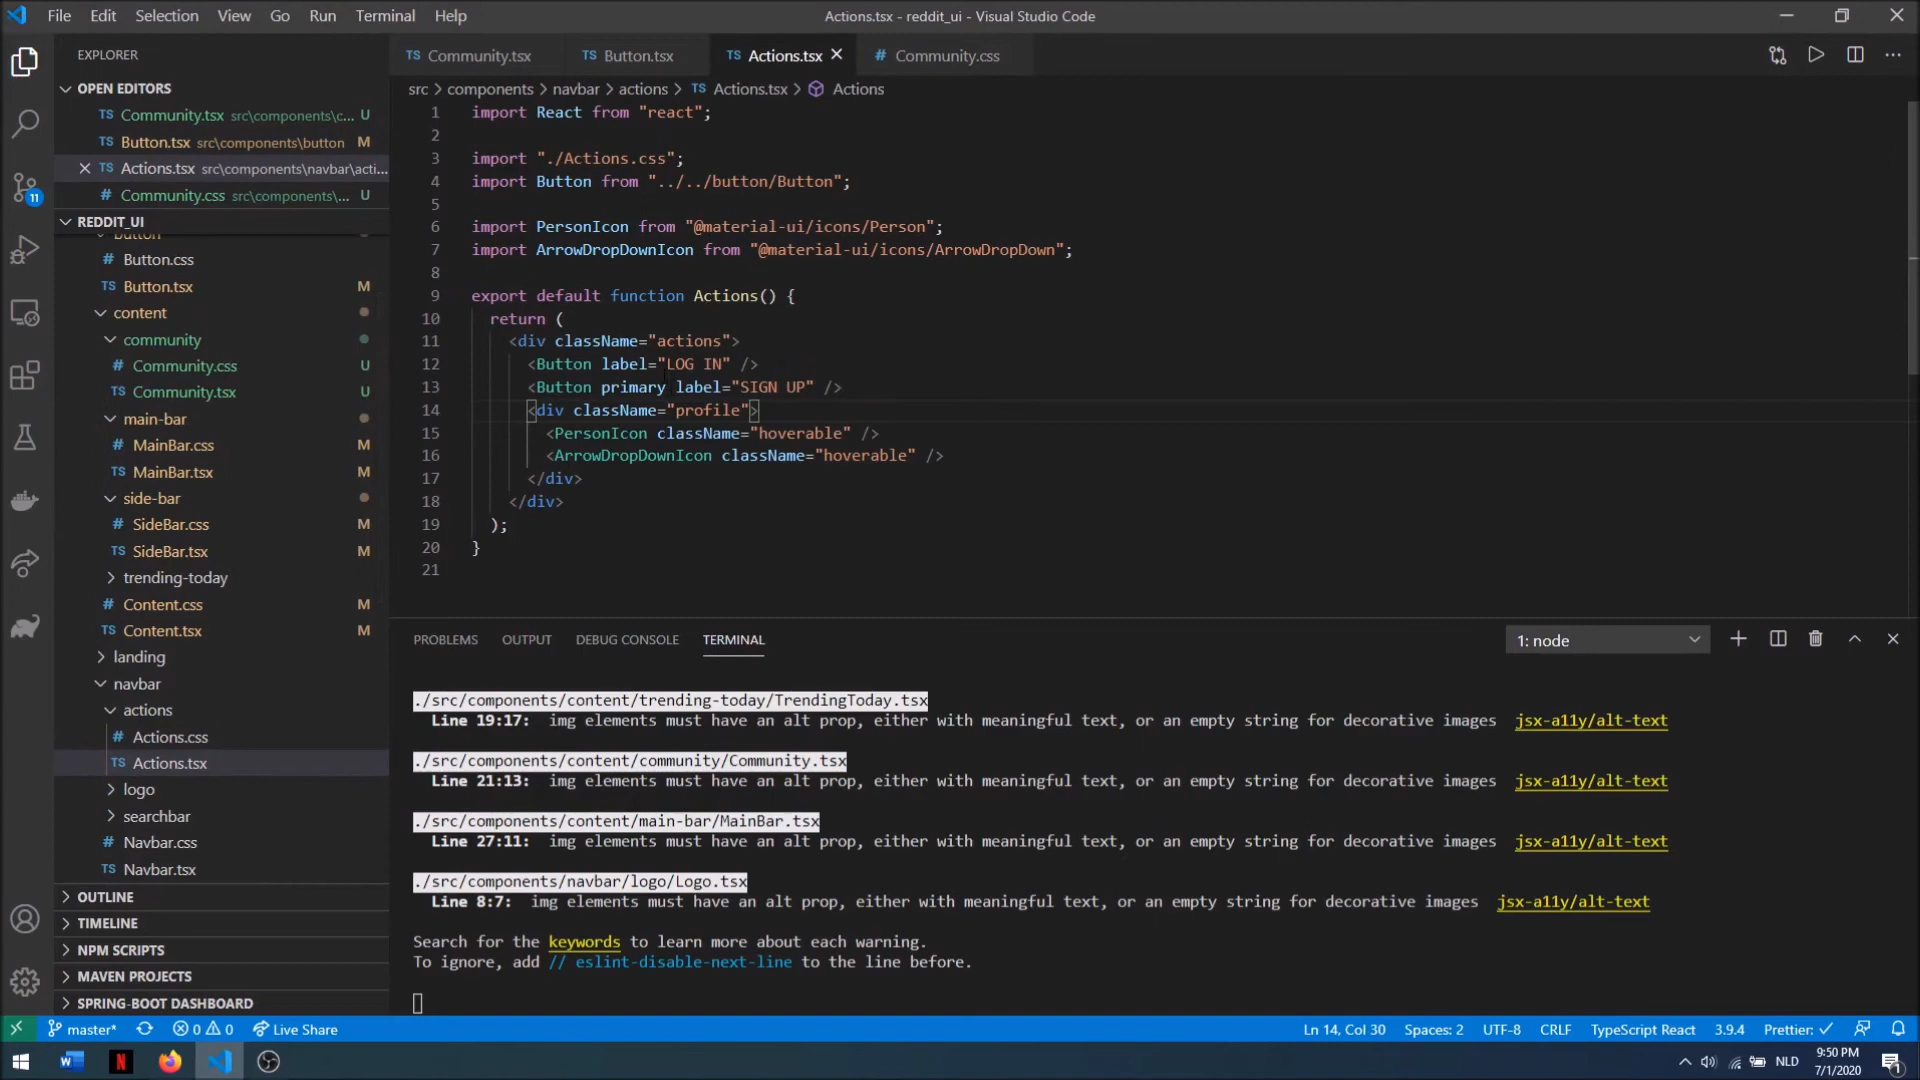 File Edit Selection View Go Run Terminal Help
Actions.tsx - reddit_ui - Visual Studio Code
EXPLORER
OPEN EDITORS
TS Community.tsx src\components\c... U
TS Button.tsx src\components\button M
TS Actions.tsx src\components\navbar\acti...
# Community.css src\components\... U
REDDIT_UI
button
# Button.css
TS Button.tsx M
content
community
# Community.css U
TS Community.tsx U
main-bar
# MainBar.css M
TS MainBar.tsx M
side-bar
# SideBar.css M
TS SideBar.tsx M
trending-today
# Content.css M
TS Content.tsx M
landing
navbar
actions
# Actions.css
TS Actions.tsx
logo
searchbar
# Navbar.css
TS Navbar.tsx
OUTLINE
TIMELINE
NPM SCRIPTS
MAVEN PROJECTS
SPRING-BOOT DASHBOARD
11
TS Community.tsx TS Button.tsx TS Actions.tsx # Community.css
src > components > navbar > actions > TS Actions.tsx > Actions
1 import React from "react";
2
3 import "./Actions.css";
4 import Button from "../../button/Button";
5
6 import PersonIcon from "@material-ui/icons/Person";
7 import ArrowDropDownIcon from "@material-ui/icons/ArrowDropDown";
8
9 export default function Actions() {
10 return (
11 <div className="actions">
12 <Button label="LOG IN" />
13 <Button primary label="SIGN UP" />
14 <div className="profile">
15 <PersonIcon className="hoverable" />
16 <ArrowDropDownIcon className="hoverable" />
17 </div>
18 </div>
19 );
20 }
21
PROBLEMS OUTPUT DEBUG CONSOLE TERMINAL
1: node
./src/components/content/trending-today/TrendingToday.tsx
Line 19:17: img elements must have an alt prop, either with meaningful text, or an empty string for decorative images jsx-a11y/alt-text
./src/components/content/community/Community.tsx
Line 21:13: img elements must have an alt prop, either with meaningful text, or an empty string for decorative images jsx-a11y/alt-text
./src/components/content/main-bar/MainBar.tsx
Line 27:11: img elements must have an alt prop, either with meaningful text, or an empty string for decorative images jsx-a11y/alt-text
./src/components/navbar/logo/Logo.tsx
Line 8:7: img elements must have an alt prop, either with meaningful text, or an empty string for decorative images jsx-a11y/alt-text
Search for the keywords to learn more about each warning.
To ignore, add // eslint-disable-next-line to the line before.
master* 0 0 Live Share
Ln 14, Col 30 Spaces: 2 UTF-8 CRLF TypeScript React 3.9.4 Prettier: ✓
W N
NLD
9:50 PM
7/1/2020
1